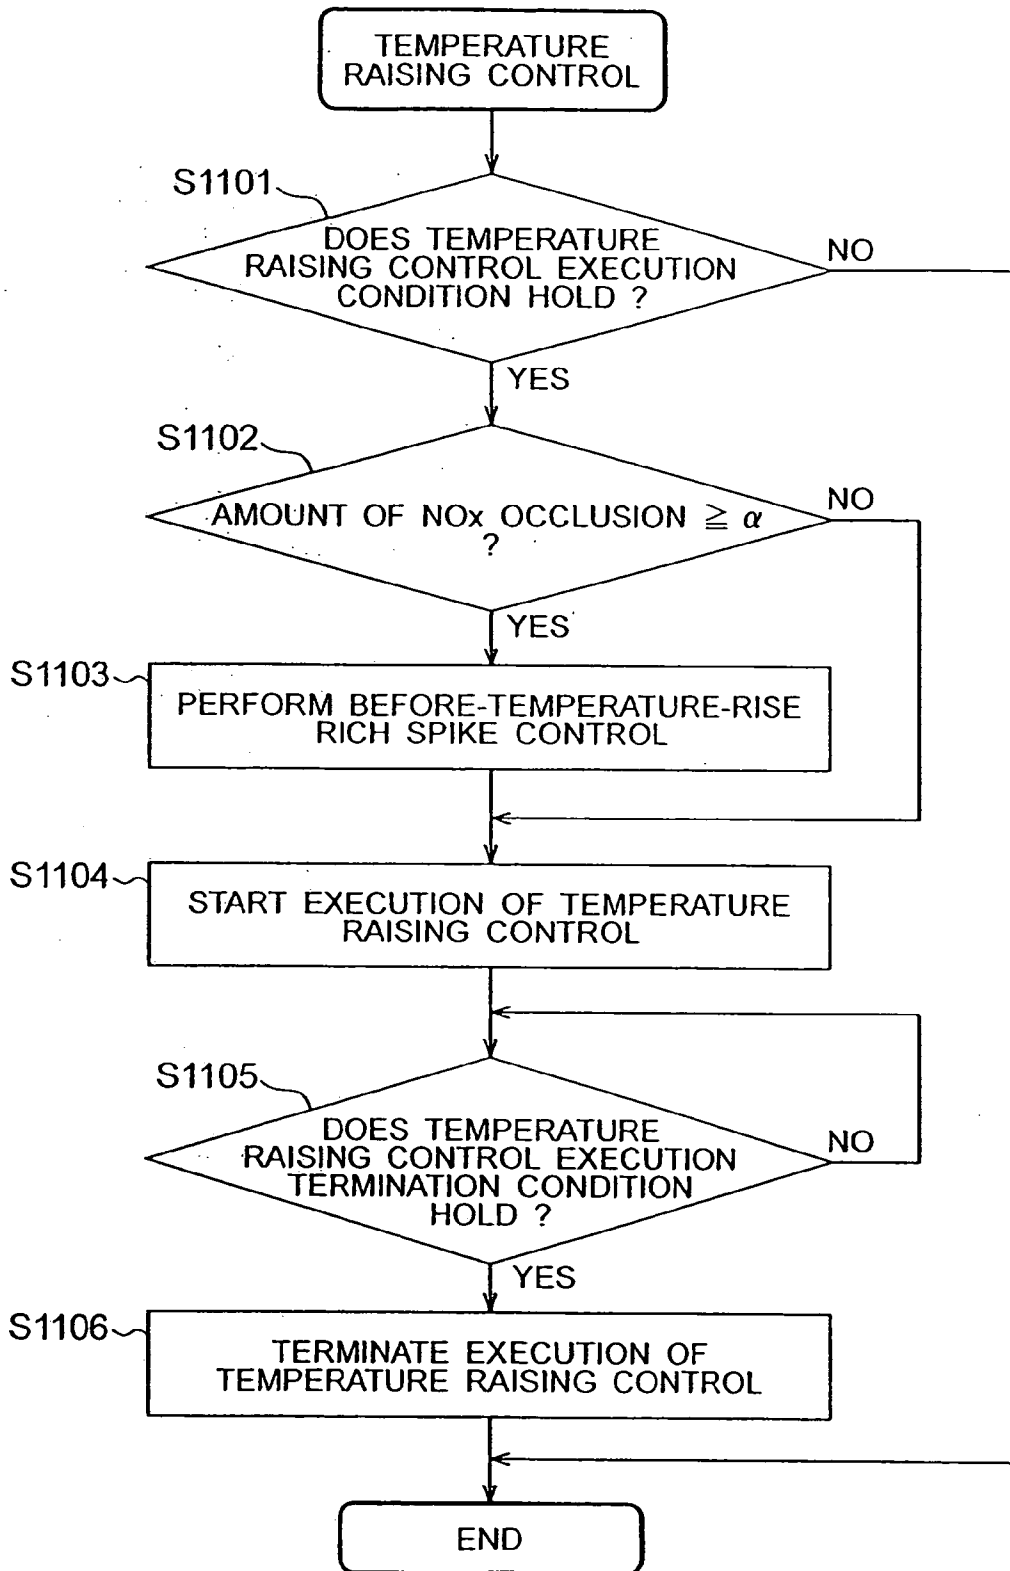 TEMPERATURE
RAISING CONTROL
S1101
DOES TEMPERATURE
RAISING CONTROL EXECUTION
CONDITION HOLD ?
NO
YES
S1102
AMOUNT OF NOx OCCLUSION ≧ α
?
NO
YES
S1103
PERFORM BEFORE-TEMPERATURE-RISE
RICH SPIKE CONTROL
S1104
START EXECUTION OF TEMPERATURE
RAISING CONTROL
S1105
DOES TEMPERATURE
RAISING CONTROL EXECUTION
TERMINATION CONDITION
HOLD ?
NO
YES
S1106
TERMINATE EXECUTION OF
TEMPERATURE RAISING CONTROL
END